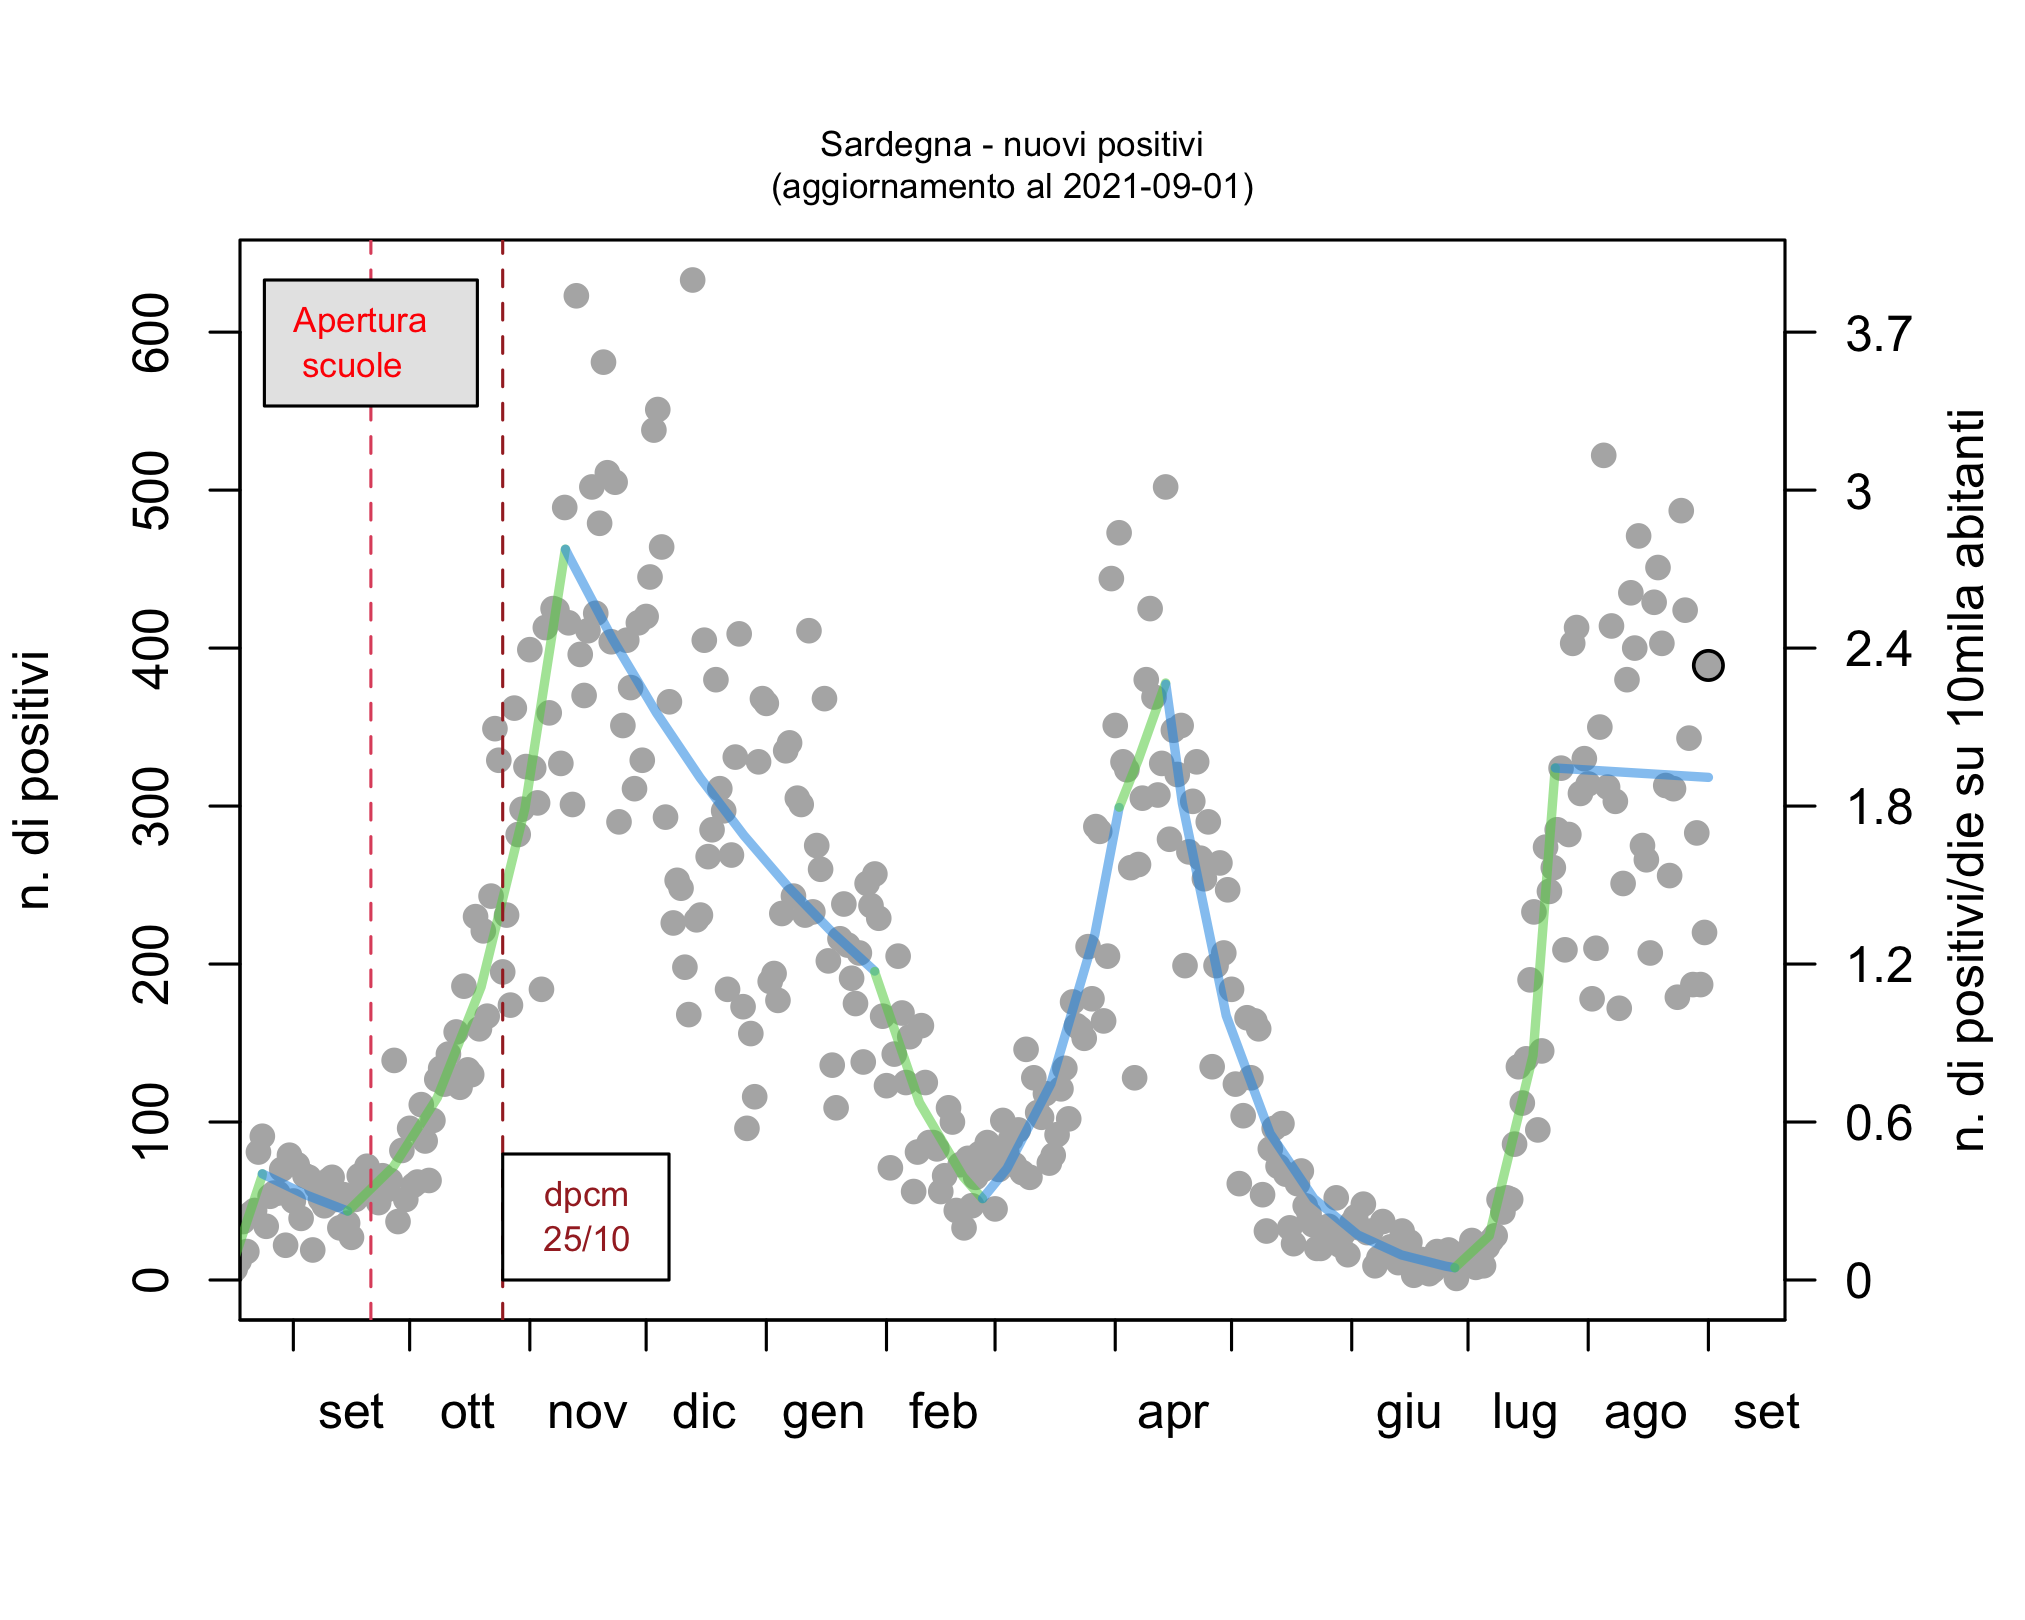 Sardegna - nuovi positivi
(aggiornamento al 2021-09-01)
Apertura
scuole
dpcm
25/10
n. di positivi
600
500
400
300
200
100
0
3.7
3
2.4
1.8
1.2
0.6
0
n. di positivi/die su 10mila abitanti
set ott nov dic gen feb apr giu lug ago set